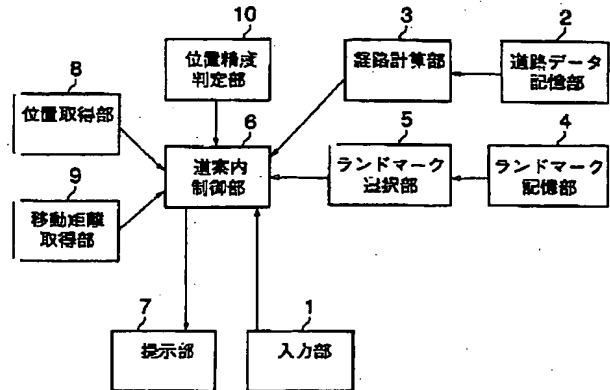 10
位置精度
判定部
3
経路計算部
2
道路データ
記憶部
8
位置取得部
6
道案内
制御部
5
ランドマーク
選択部
4
ランドマーク
記憶部
9
移動距離
取得部
7
提示部
1
入力部